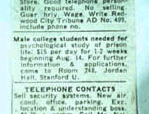 Store. Good telephone person-
ality required. No selling.
Guar hrly Wage. Write Red-
wood City Tribune AD No. 499,
include phone no.
Male college students needed for
psychological study of prison
life. $15 per day for 1-2 weeks
beginning Aug. 14. For further
information & applications, come
to Room 248, Jordan
Hall, Stanford U.
TELEPHONE CONTACTS
Sell security systems. New air
cond. office, parking. Exc.
location & understanding boss.